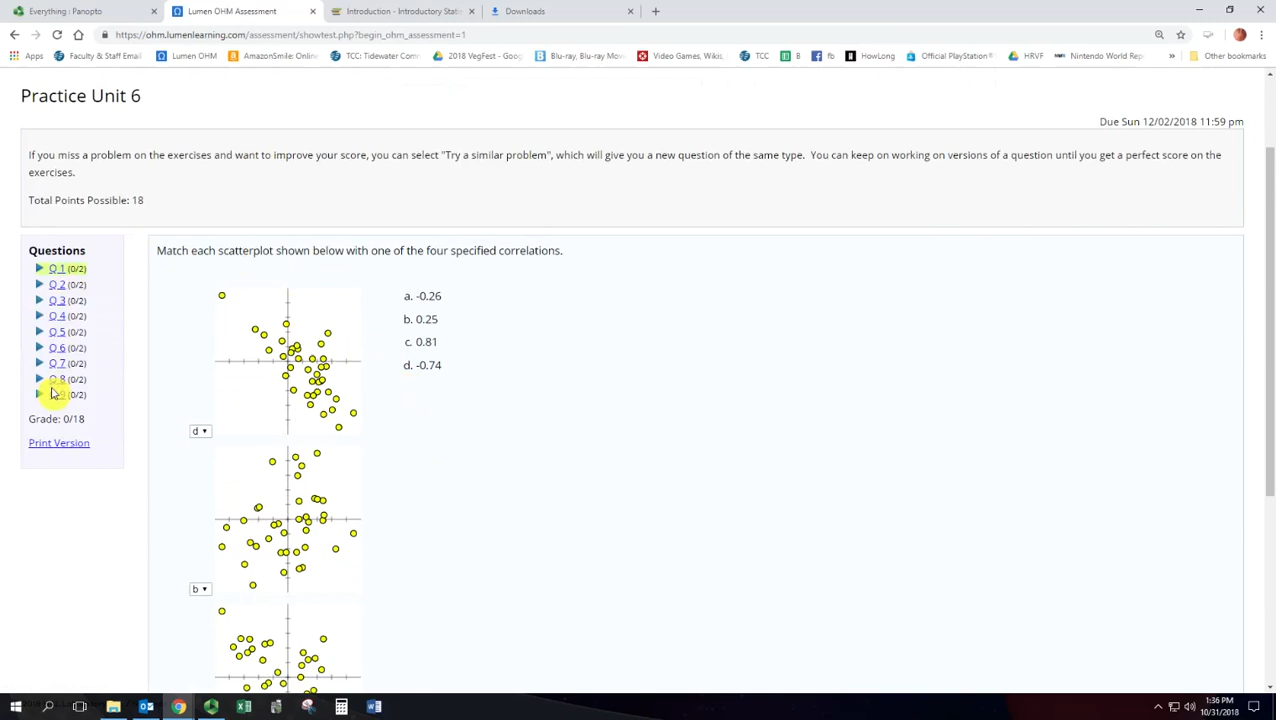 Everything : Panopto
Lumen OHM Assessment
Introduction - Introductory Stati
Downloads
https://ohm.lumenlearning.com/assessment/showtest.php?begin_ohm_assessment=1
Apps
Faculty & Staff Email
Lumen OHM
AmazonSmile: Online
TCC: Tidewater Comm
2018 VegFest - Goog
Blu-ray, Blu-ray Mov
Video Games, Wikis,
TCC
B
fb
HowLong
Official PlayStation®
HRVF
Nintendo World Rep
Other bookmarks
Practice Unit 6
Due Sun 12/02/2018 11:59 pm
If you miss a problem on the exercises and want to improve your score, you can select "Try a similar problem", which will give you a new question of the same type. You can keep on working on versions of a question until you get a perfect score on the
exercises.
Total Points Possible: 18
Questions
Q 1 (0/2)
Q 2 (0/2)
Q 3 (0/2)
Q 4 (0/2)
Q 5 (0/2)
Q 6 (0/2)
Q 7 (0/2)
Q 8 (0/2)
9 (0/2)
Grade: 0/18
Print Version
Match each scatterplot shown below with one of the four specified correlations.
a. -0.26
b. 0.25
c. 0.81
d. -0.74
d
b
1:36 PM
10/31/2018